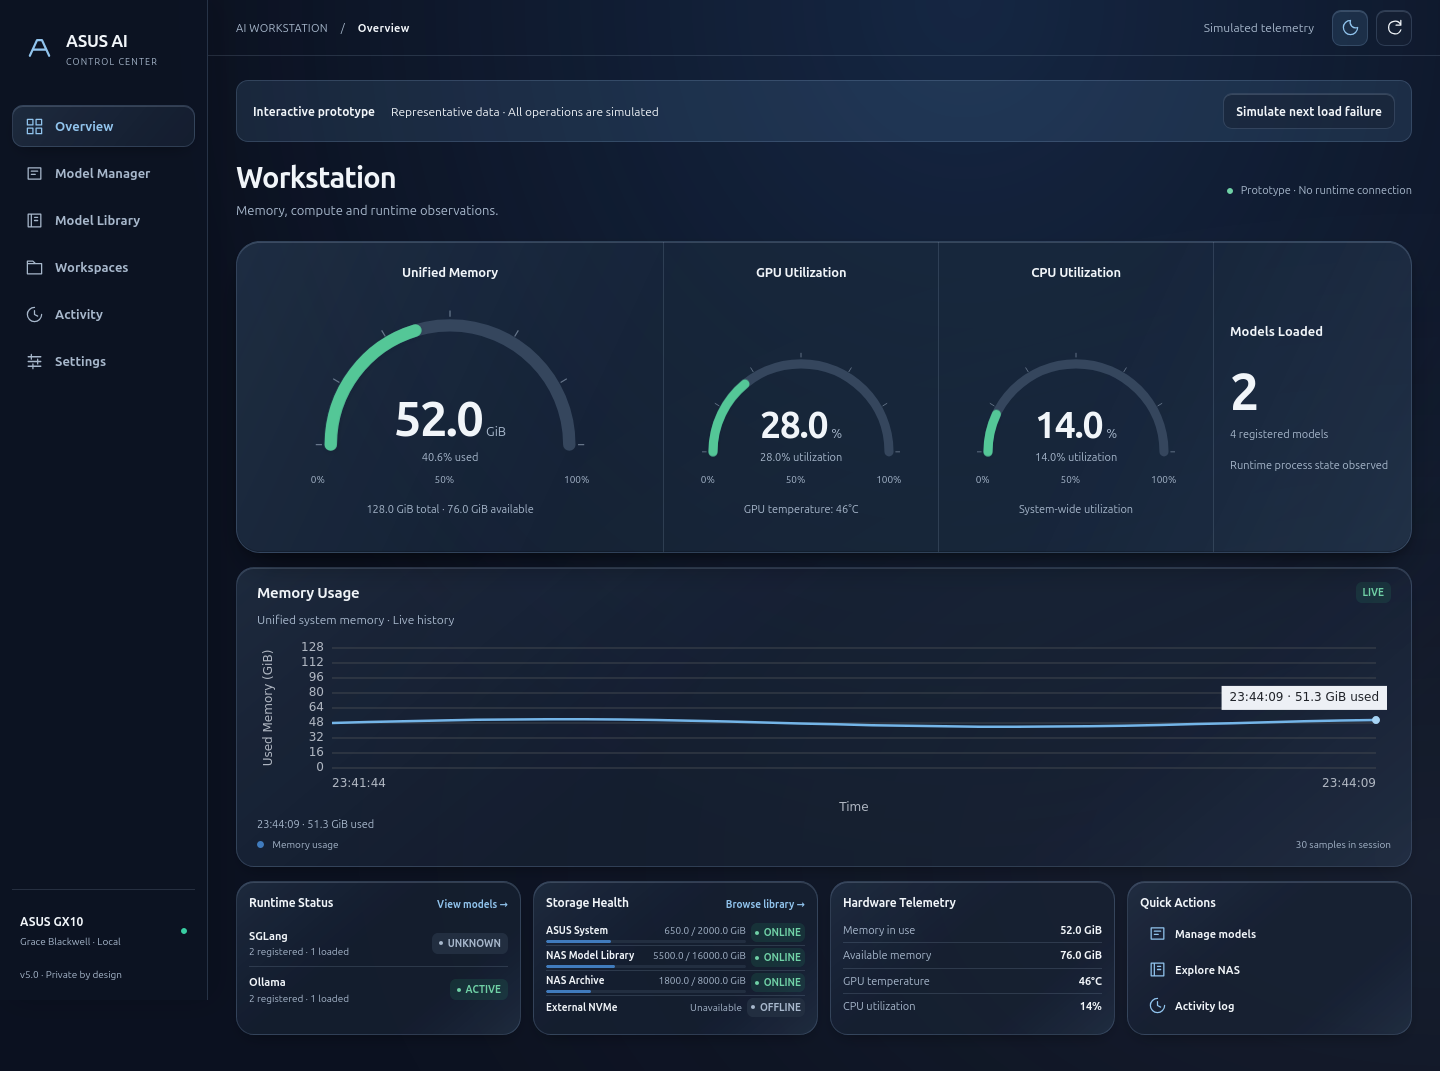 ASUS AI
CONTROL CENTER
Overview
Model Manager
Model Library
Workspaces
Activity
Settings
ASUS GX10
Grace Blackwell · Local
v5.0 · Private by design
AI WORKSTATION / Overview
Simulated telemetry
Interactive prototype Representative data · All operations are simulated
Simulate next load failure
Workstation
Memory, compute and runtime observations.
Prototype · No runtime connection
Unified Memory
52.0 GiB
40.6% used
0% 50% 100%
128.0 GiB total · 76.0 GiB available
GPU Utilization
28.0 %
28.0% utilization
0% 50% 100%
GPU temperature: 46°C
CPU Utilization
14.0 %
14.0% utilization
0% 50% 100%
System-wide utilization
Models Loaded
2
4 registered models
Runtime process state observed
Memory Usage
LIVE
Unified system memory · Live history
Used Memory (GiB)
128
112
96
80
64
48
32
16
0
23:44:09 · 51.3 GiB used
23:41:44 23:44:09
Time
23:44:09 · 51.3 GiB used
Memory usage
30 samples in session
Runtime Status View models →
SGLang
2 registered · 1 loaded
UNKNOWN
Ollama
2 registered · 1 loaded
ACTIVE
Storage Health Browse library →
ASUS System 650.0 / 2000.0 GiB ONLINE
NAS Model Library 5500.0 / 16000.0 GiB ONLINE
NAS Archive 1800.0 / 8000.0 GiB ONLINE
External NVMe Unavailable OFFLINE
Hardware Telemetry
Memory in use 52.0 GiB
Available memory 76.0 GiB
GPU temperature 46°C
CPU utilization 14%
Quick Actions
Manage models
Explore NAS
Activity log